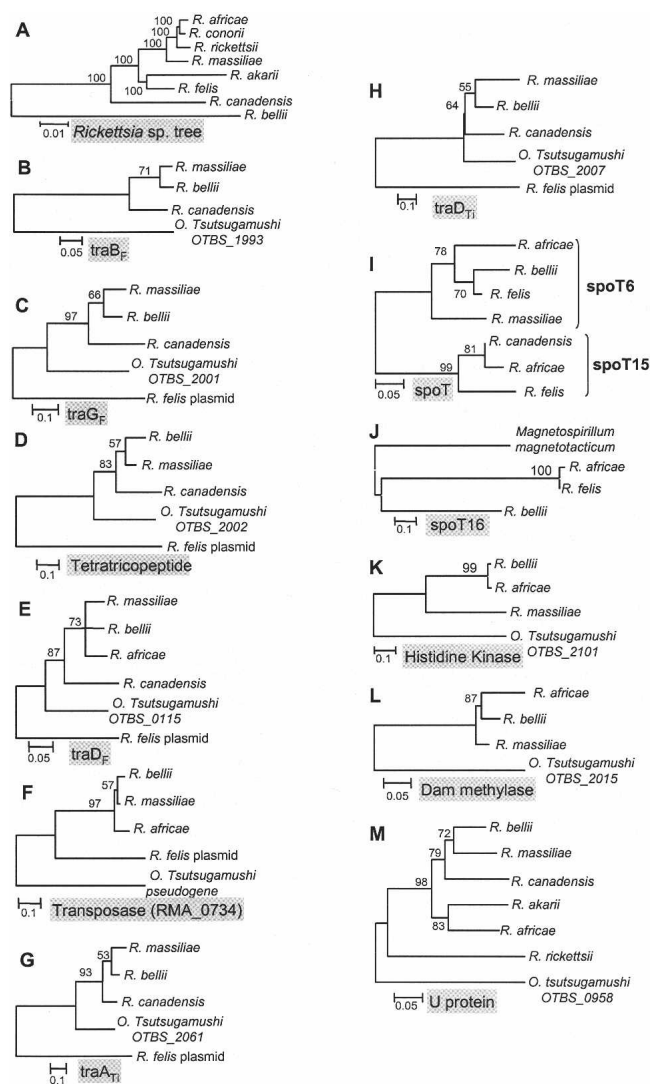 A
100
R. africae
100
R. conorii
100
R. rickettsii
100
R. massiliae
R. akarii
100
100
R. felis
R. canadensis
R. bellii
0.01
Rickettsia sp. tree
B
R. massiliae
71
R. bellii
R. canadensis
O. Tsutsugamushi
OTBS_1993
0.05
traBF
C
R. massiliae
66
97
R. bellii
R. canadensis
O. Tsutsugamushi
OTBS_2001
R. felis plasmid
0.1
traGF
D
R. bellii
57
R. massiliae
83
R. canadensis
O. Tsutsugamushi
OTBS_2002
R. felis plasmid
0.1
Tetratricopeptide
E
R. massiliae
73
R. bellii
87
R. africae
R. canadensis
O. Tsutsugamushi
OTBS_0115
R. felis plasmid
0.05
traDF
F
R. bellii
57
R. massiliae
97
R. africae
R. felis plasmid
O. Tsutsugamushi
pseudogene
0.1
Transposase (RMA_0734)
G
R. massiliae
53
93
R. bellii
R. canadensis
O. Tsutsugamushi
OTBS_2061
R. felis plasmid
0.1
traATi
H
R. massiliae
55
R. bellii
64
R. canadensis
O. Tsutsugamushi
OTBS_2007
R. felis plasmid
0.1
traDTi
I
R. africae
78
R. bellii
spoT6
70
R. felis
R. massiliae
R. canadensis
81
spoT15
99
R. africae
R. felis
0.05
spoT
J
Magnetospirillum
magnetotacticum
100
R. africae
R. felis
R. bellii
0.1
spoT16
K
R. bellii
99
R. africae
R. massiliae
O. Tsutsugamushi
OTBS_2101
0.1
Histidine Kinase
L
R. africae
87
R. bellii
R. massiliae
O. Tsutsugamushi
OTBS_2015
0.05
Dam methylase
M
R. bellii
72
79
R. massiliae
98
R. canadensis
R. akarii
83
R. africae
R. rickettsii
O. tsutsugamushi
OTBS_0958
0.05
U protein